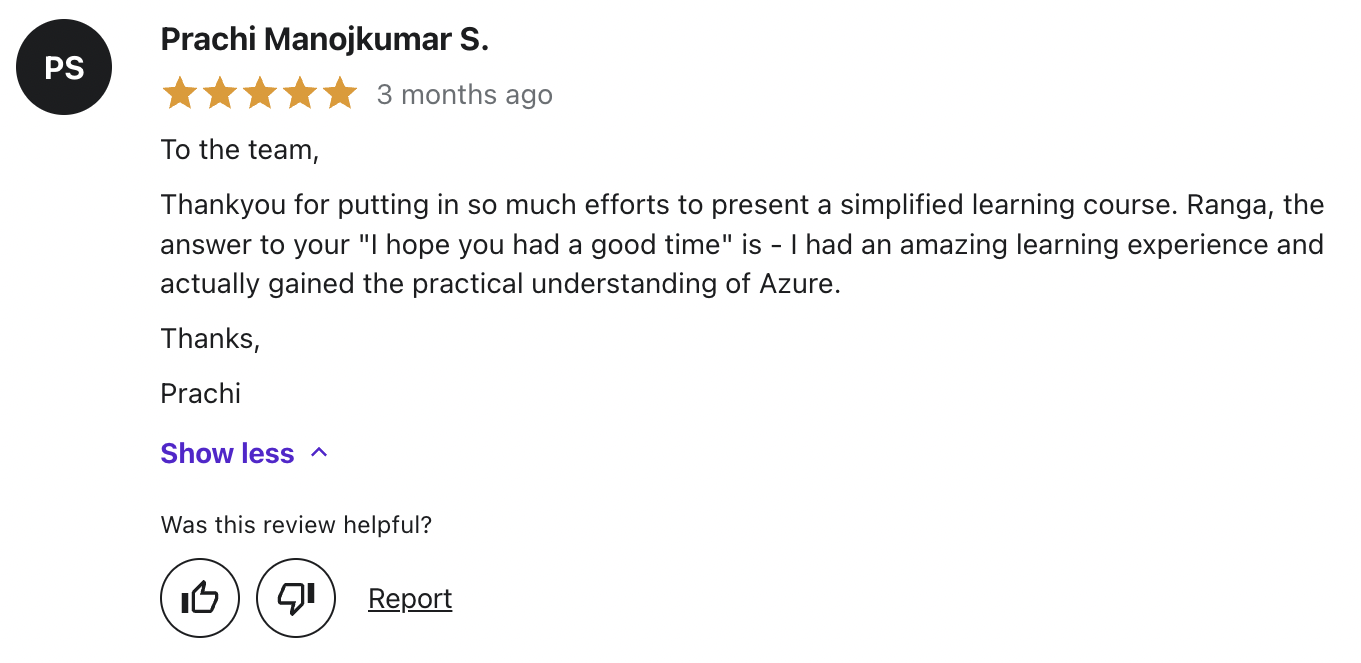 PS
Prachi Manojkumar S.
3 months ago
To the team,
Thankyou for putting in so much efforts to present a simplified learning course. Ranga, the
answer to your "I hope you had a good time" is - I had an amazing learning experience and
actually gained the practical understanding of Azure.
Thanks,
Prachi
Show less
Was this review helpful?
Report